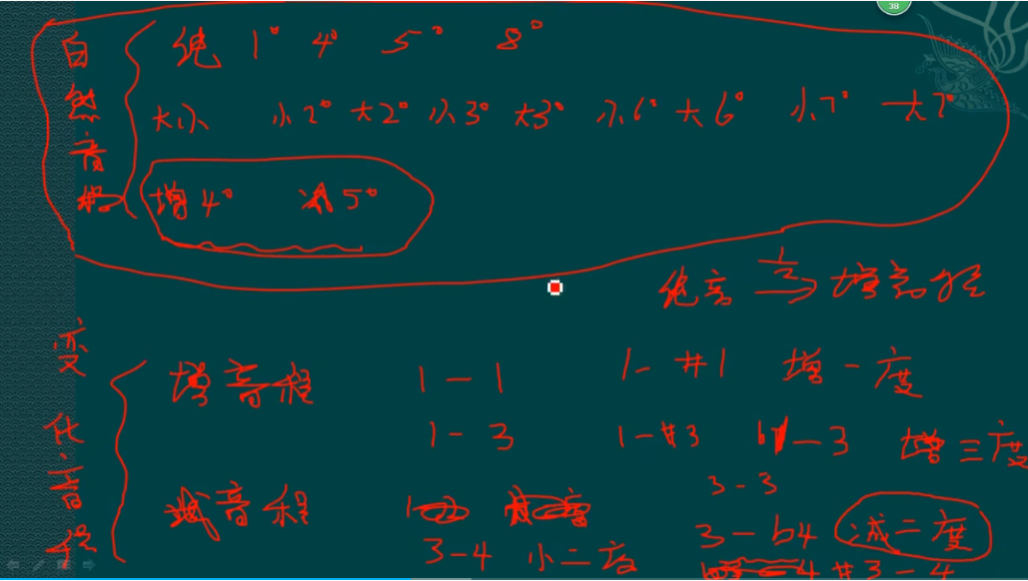 自然音程
纯 1° 4° 5° 8°
大小 小2° 大2° 小3° 大3° 小6° 大6° 小7° 大7°
增4° 减5°
纯音 1/2 增音程
变化音程
增音程 1-1 1-#1 增一度
1-3 1-#3 b1-3 增三度
减音程
3-3
3-4 小二度 3-b4 减二度
4 #3-4
38